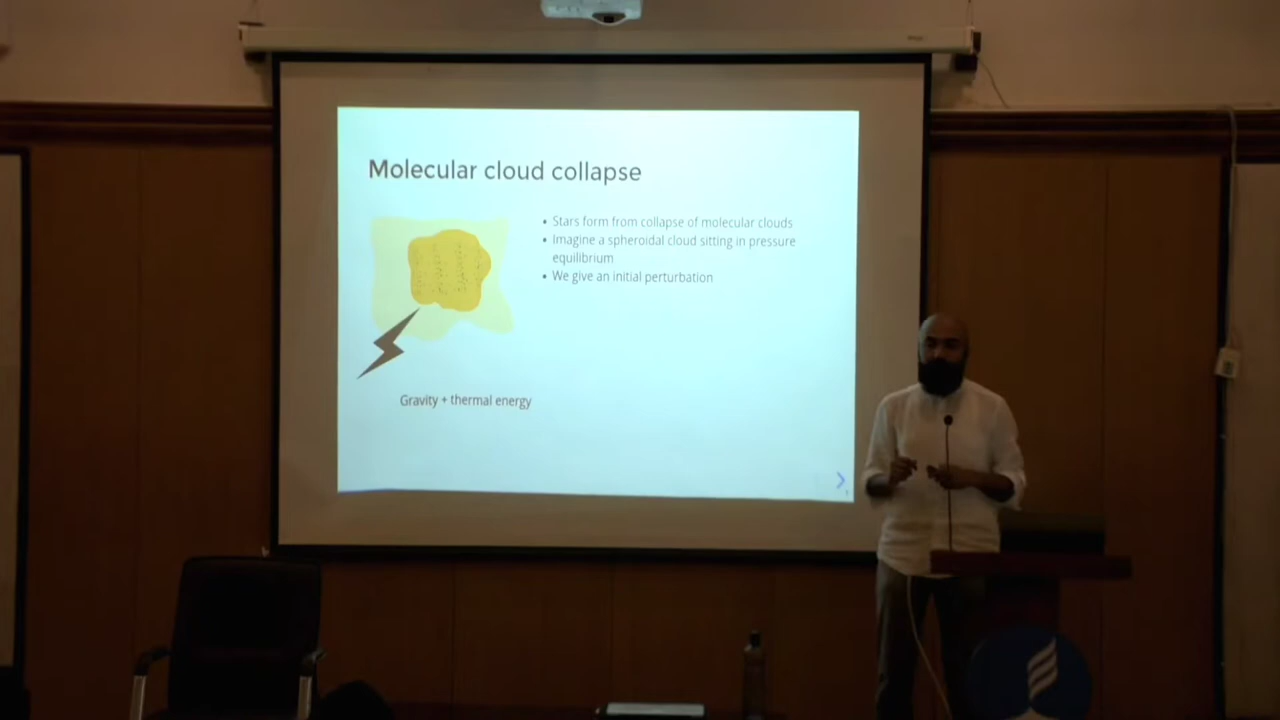 Molecular cloud collapse
• Stars form from collapse of molecular clouds
• Imagine a spheroidal cloud sitting in pressure
equilibrium
• We give an initial perturbation
Gravity + thermal energy